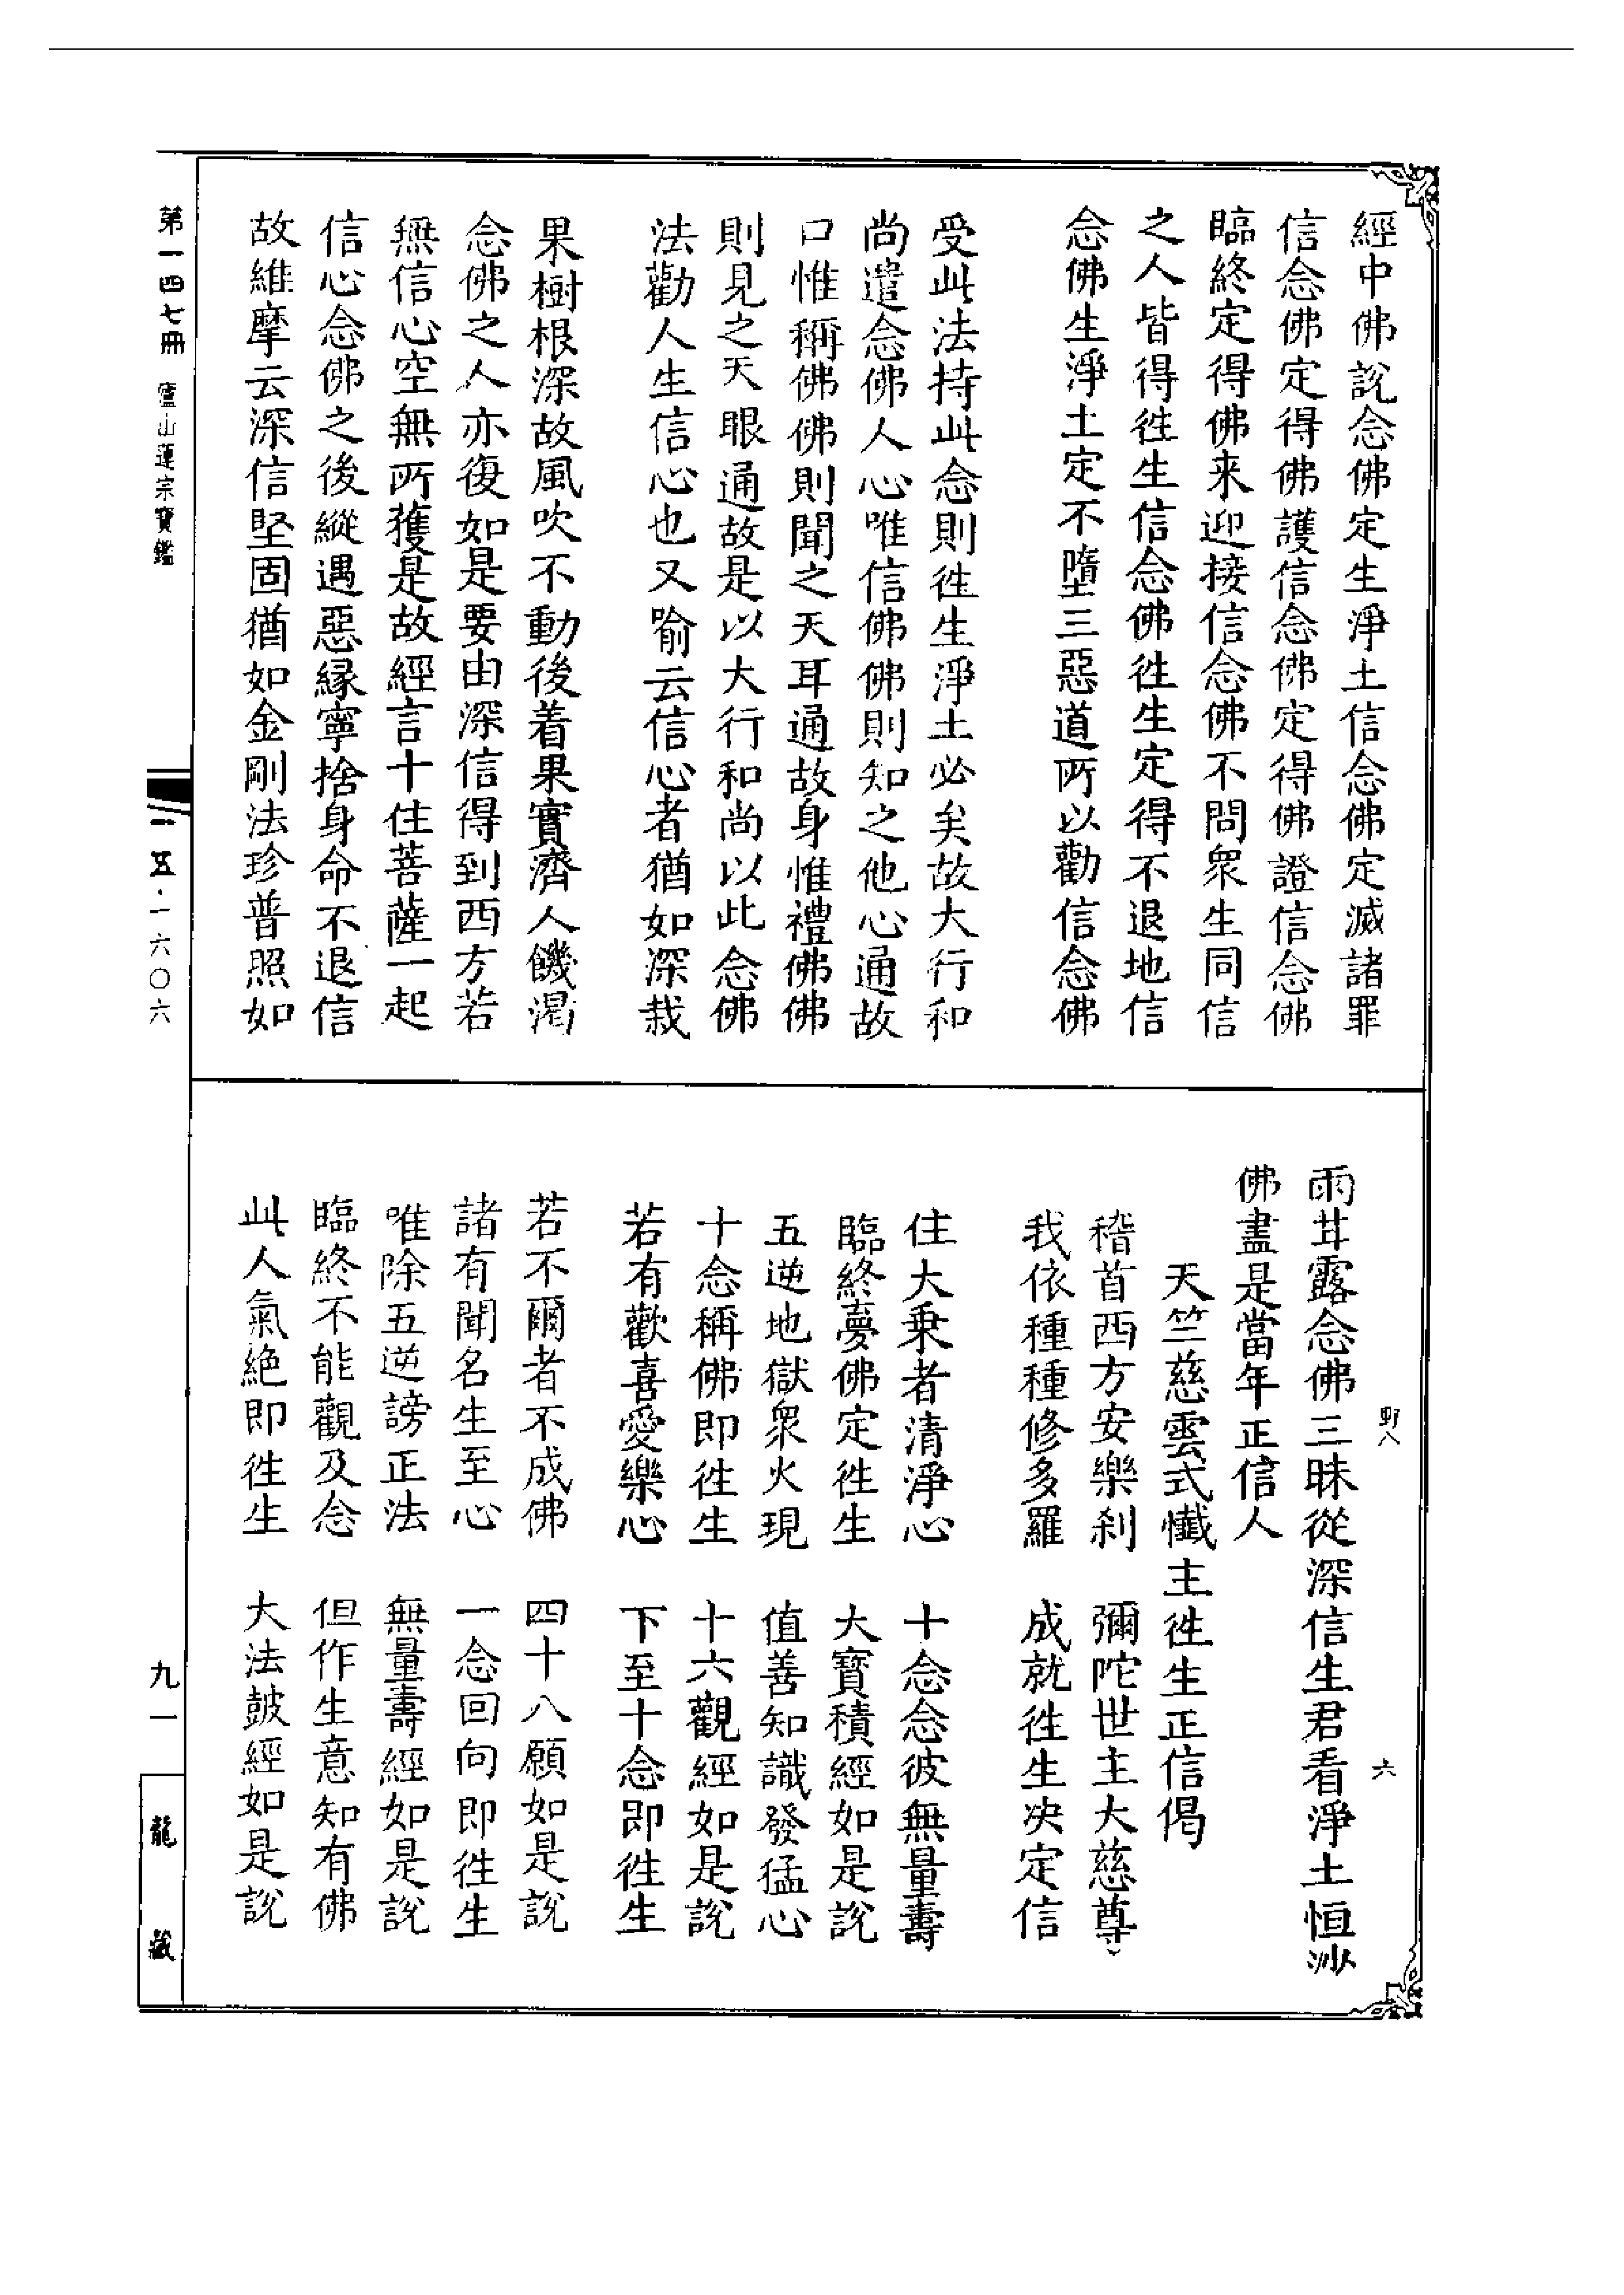 經中佛説念佛定生淨土信念佛定滅諸罪
信念佛定得佛護信念佛定得佛證信念佛
臨終定得佛来迎接信念佛不問衆生同信
之人皆得徃生信念佛徃生定得不退地信
念佛生淨土定不墮三惡道所以勸信念佛
受此法持此念則徃生淨土必矣故大行和
尚遣念佛人心唯信佛佛則知之他心通故
口惟稱佛佛則聞之天耳通故身惟禮佛佛
則見之天眼通故是以大行和尚以此念佛
法勸人生信心也又喻云信心者猶如深栽
果樹根深故風吹不動後着果實濟人饑渴
念佛之人亦復如是要由深信得到西方若
無信心空無所獲是故經言十住菩薩一起
信心念佛之後縱遇惡緣寧捨身命不退信
故維摩云深信堅固猶如金剛法珍普照如
雨甘露念佛三昧從深信生君看淨土恒沙
佛盡是當年正信人
天竺慈雲式懺主徃生正信偈
稽首西方安樂刹 彌陀世主大慈尊
我依種種修多羅 成就徃生决定信
住大乗者清淨心 十念念彼無量壽
臨終夢佛定徃生 大寳積經如是説
五逆地獄衆火現 值善知識發猛心
十念稱佛即徃生 十六觀經如是説
若有歡喜愛樂心 下至十念即徃生
若不爾者不成佛 四十八願如是説
諸有聞名生至心 一念回向即徃生
唯除五逆謗正法 無量壽經如是説
臨終不能觀及念 但作生意知有佛
此人氣絶即徃生 大法鼓經如是説
野八
六
第一四七冊 廬山蓮宗寶鑑
一五·一六〇六
九一
龍藏